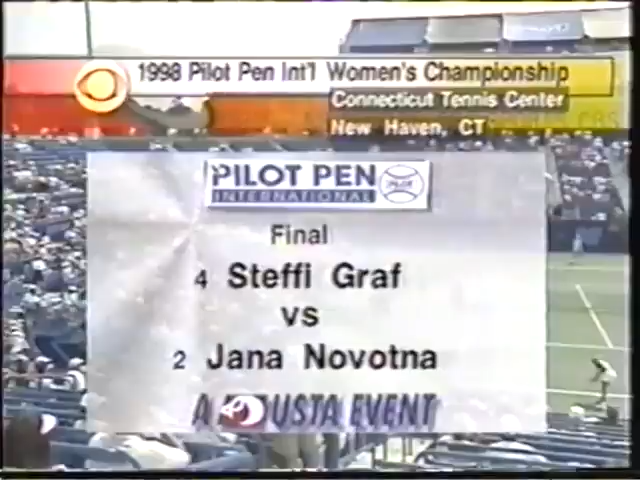 1998 Pilot Pen Int'l Women's Championship
Connecticut Tennis Center
New Haven, CT
PILOT PEN
PILOT
INTERNATIONAL
Final
4 Steffi Graf
vs
2 Jana Novotna
A USTA EVENT